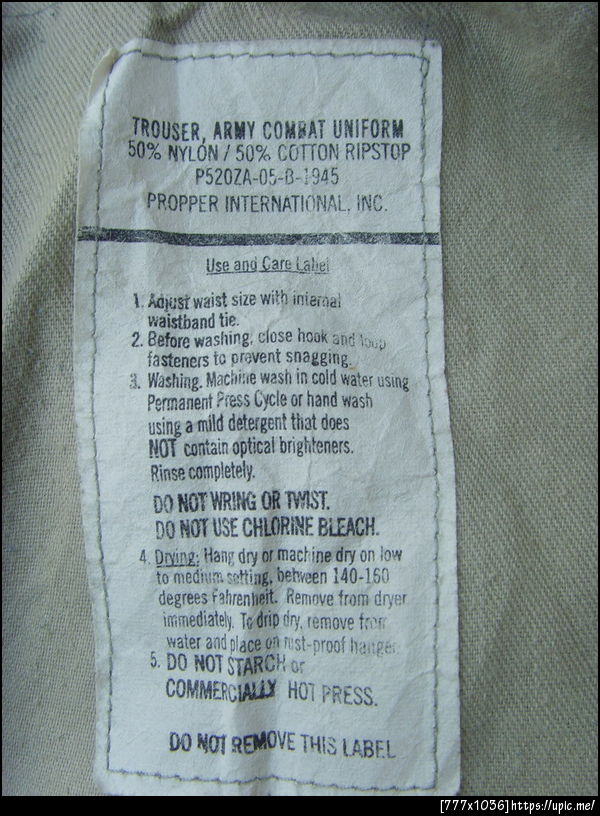 TROUSER, ARMY COMBAT UNIFORM
50% NYLON / 50% COTTON RIPSTOP
P520ZA-05-B-1945
PROPPER INTERNATIONAL, INC.
Use and Care Label
1. Adjust waist size with internal
waistband tie.
2. Before washing, close hook and loop
fasteners to prevent snagging.
3. Washing. Machine wash in cold water using
Permanent Press Cycle or hand wash
using a mild detergent that does
NOT contain optical brighteners.
Rinse completely.
DO NOT WRING OR TWIST.
DO NOT USE CHLORINE BLEACH.
4. Drying: Hang dry or machine dry on low
to medium setting, between 140-160
degrees Fahrenheit. Remove from dryer
immediately. To drip dry, remove from
water and place on rust-proof hanger.
5. DO NOT STARCH or
COMMERCIALLY HOT PRESS.
DO NOT REMOVE THIS LABEL
[777x1036]https://upic.me/